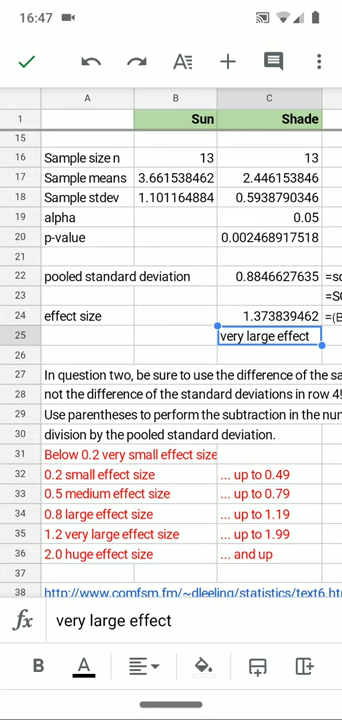 16:47
A B C
1 Sun Shade
15
16 Sample size n 13 13
17 Sample means 3.661538462 2.446153846
18 Sample stdev 1.101164884 0.5938790346
19 alpha 0.05
20 p-value 0.002468917518
21
22 pooled standard deviation 0.8846627635 =s
23 =S
24 effect size 1.373839462 =(B
25 very large effect
26
27 In question two, be sure to use the difference of the sa
28 not the difference of the standard deviations in row 4!
29 Use parentheses to perform the subtraction in the nu
30 division by the pooled standard deviation.
31 Below 0.2 very small effect size
32 0.2 small effect size ... up to 0.49
33 0.5 medium effect size ... up to 0.79
34 0.8 large effect size ... up to 1.19
35 1.2 very large effect size ... up to 1.99
36 2.0 huge effect size ... and up
37
38 http://www.comfsm.fm/~dleeling/statistics/text6.h
fx very large effect
B A